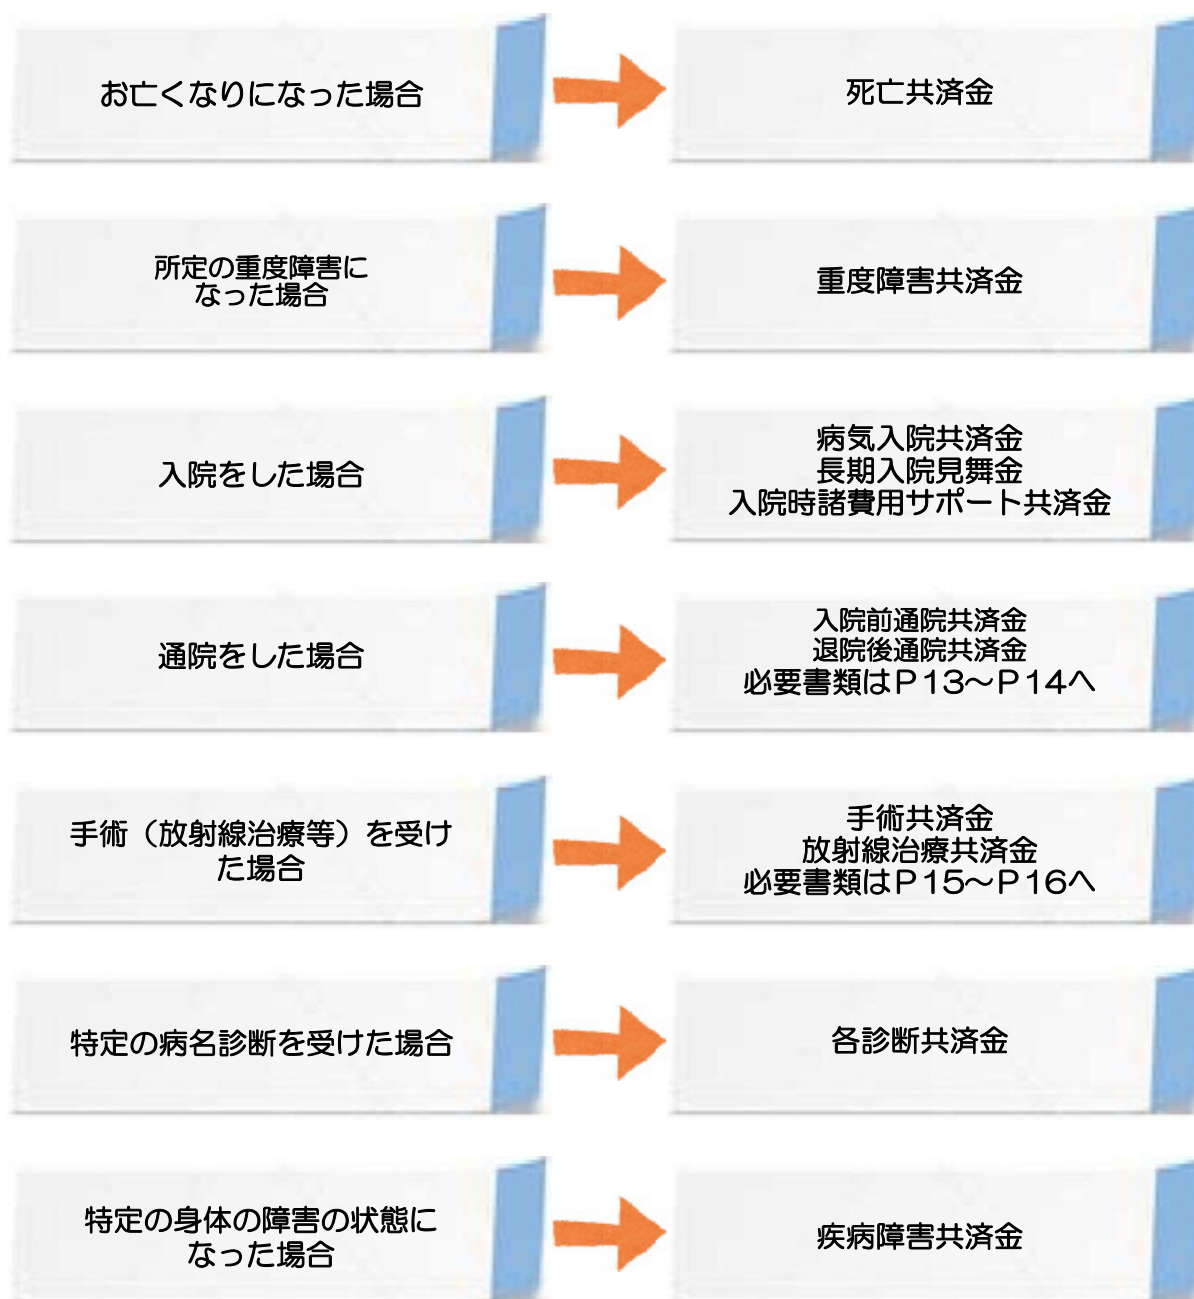 お亡くなりになった場合
死亡共済金
所定の重度障害に
なった場合
重度障害共済金
入院をした場合
病気入院共済金
長期入院見舞金
入院時諸費用サポート共済金
通院をした場合
入院前通院共済金
退院後通院共済金
必要書類はP13～P14へ
手術（放射線治療等）を受け
た場合
手術共済金
放射線治療共済金
必要書類はP15～P16へ
特定の病名診断を受けた場合
各診断共済金
特定の身体の障害の状態に
なった場合
疾病障害共済金